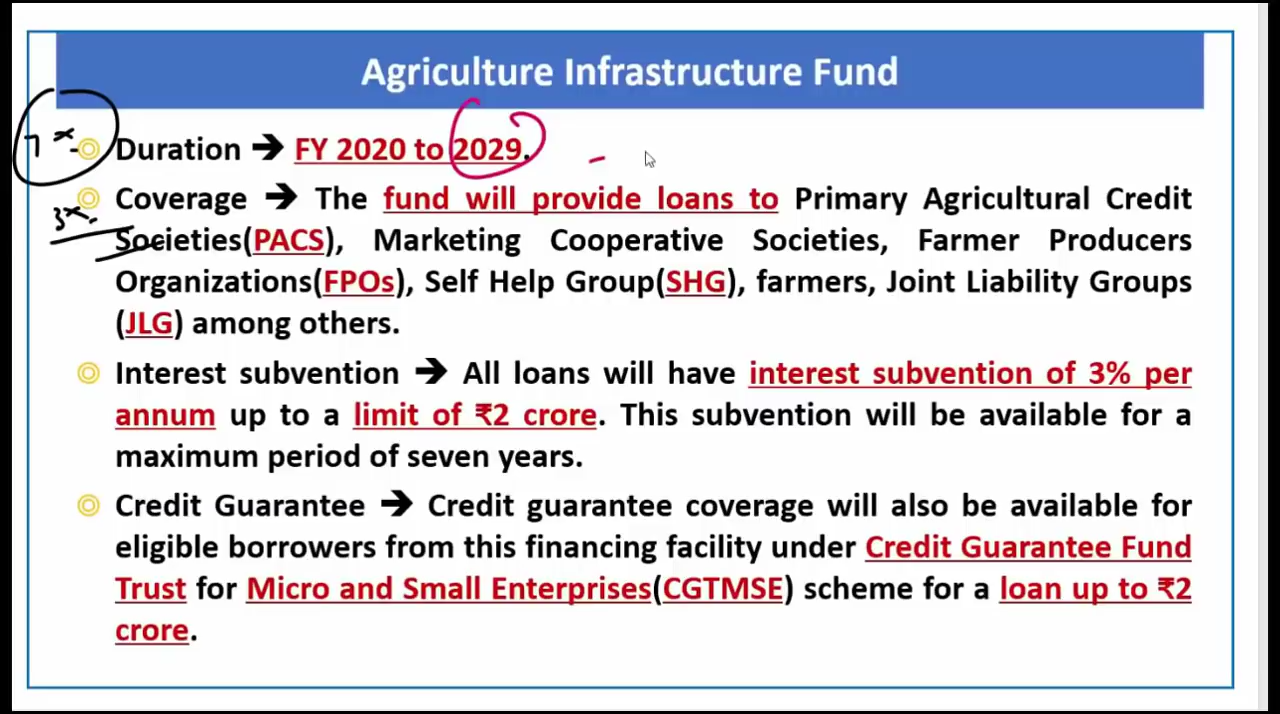 Agriculture Infrastructure Fund
Duration ➔ FY 2020 to 2029.
Coverage ➔ The fund will provide loans to Primary Agricultural Credit
Societies(PACS), Marketing Cooperative Societies, Farmer Producers
Organizations(FPOs), Self Help Group(SHG), farmers, Joint Liability Groups
(JLG) among others.
Interest subvention ➔ All loans will have interest subvention of 3% per
annum up to a limit of ₹2 crore. This subvention will be available for a
maximum period of seven years.
Credit Guarantee ➔ Credit guarantee coverage will also be available for
eligible borrowers from this financing facility under Credit Guarantee Fund
Trust for Micro and Small Enterprises(CGTMSE) scheme for a loan up to ₹2
crore.